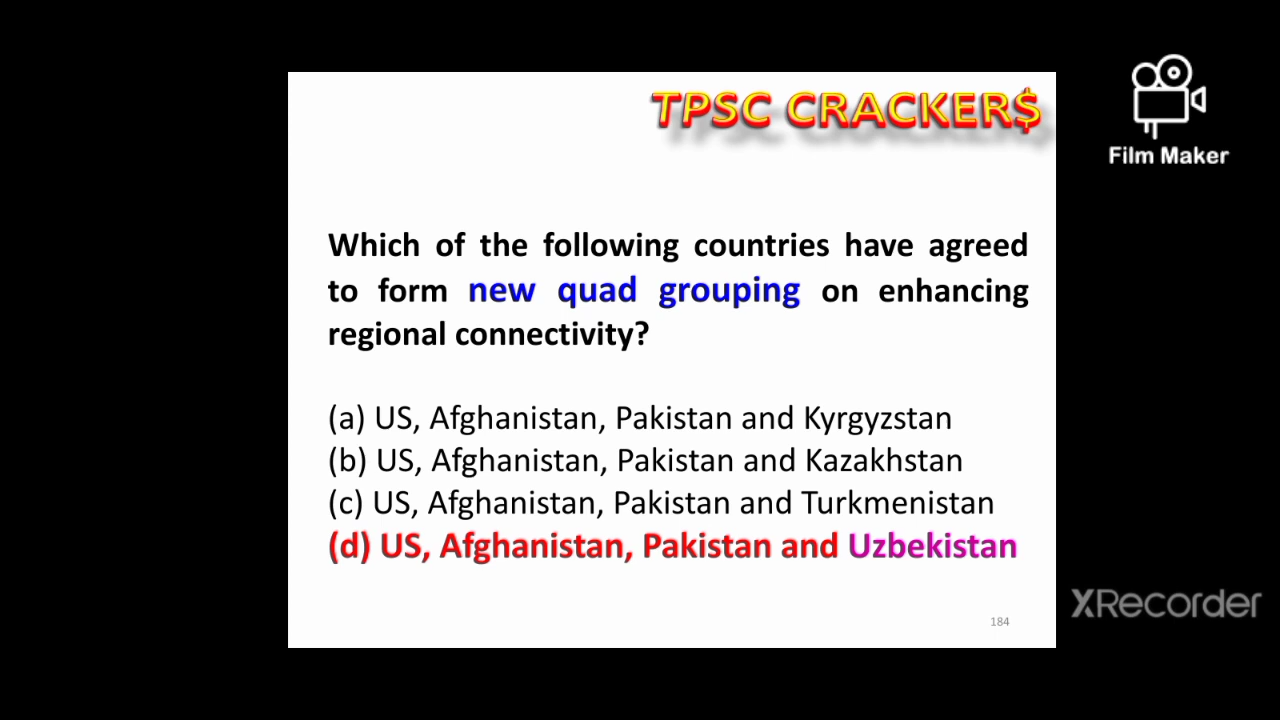 TPSC CRACKER$
Film Maker
Which of the following countries have agreed
to form new quad grouping on enhancing
regional connectivity?
(a) US, Afghanistan, Pakistan and Kyrgyzstan
(b) US, Afghanistan, Pakistan and Kazakhstan
(c) US, Afghanistan, Pakistan and Turkmenistan
(d) US, Afghanistan, Pakistan and Uzbekistan
XRecorder
184